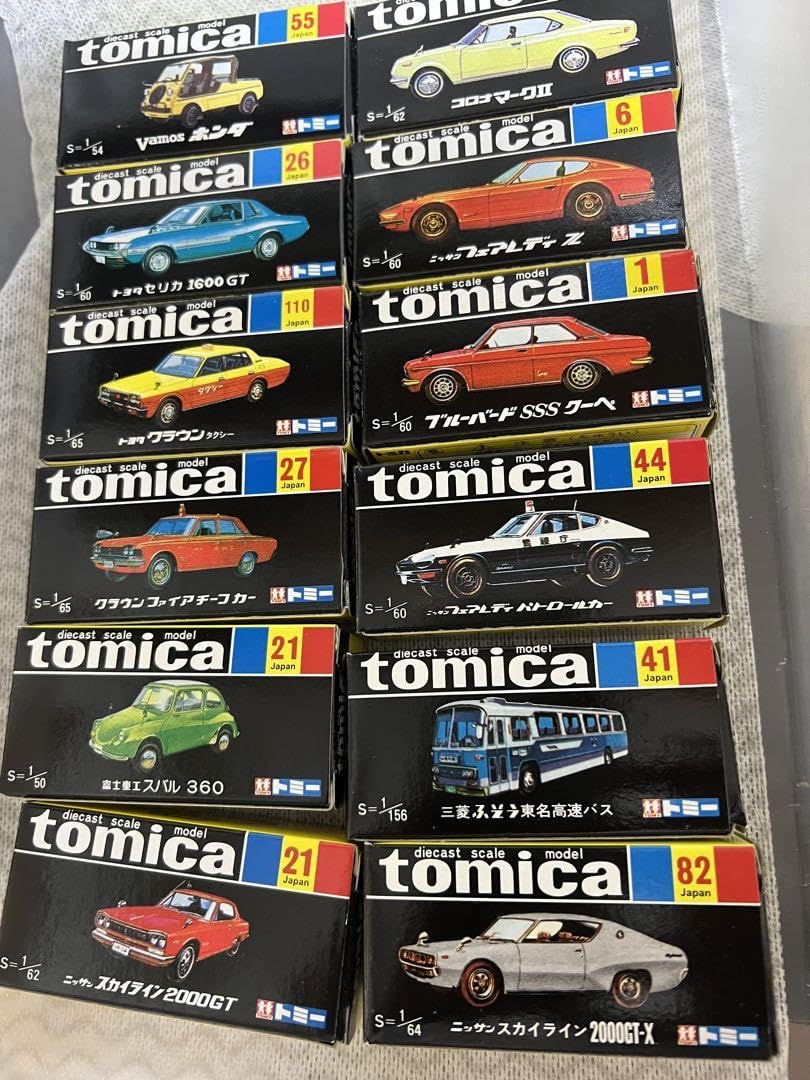 diecast scale model
tomica
55
Japan
S=1/54
Vamos ホンダ
トミー
tomica
S=1/62
コロナマークII
トミー
diecast scale model
tomica
26
Japan
S=1/60
トヨタ セリカ 1600GT
トミー
diecast scale model
tomica
6
Japan
S=1/60
ニッサン フェアレディ Z
トミー
diecast scale model
tomica
110
Japan
タクシー
S=1/65
トヨタ クラウン タクシー
トミー
diecast scale model
tomica
1
Japan
S=1/60
ブルーバード SSS クーペ
トミー
diecast scale model
tomica
27
Japan
S=1/65
クラウン ファイアチーフカー
トミー
diecast scale model
tomica
44
Japan
警視庁
S=1/60
ニッサン フェアレディ パトロールカー
トミー
diecast scale model
tomica
21
Japan
S=1/50
富士重工 スバル 360
トミー
diecast scale model
tomica
41
Japan
S=1/156
三菱ふそう東名高速バス
トミー
diecast scale model
tomica
21
Japan
S=1/62
ニッサン スカイライン2000GT
トミー
diecast scale model
tomica
82
Japan
S=1/64
ニッサン スカイライン 2000GT-X
トミー